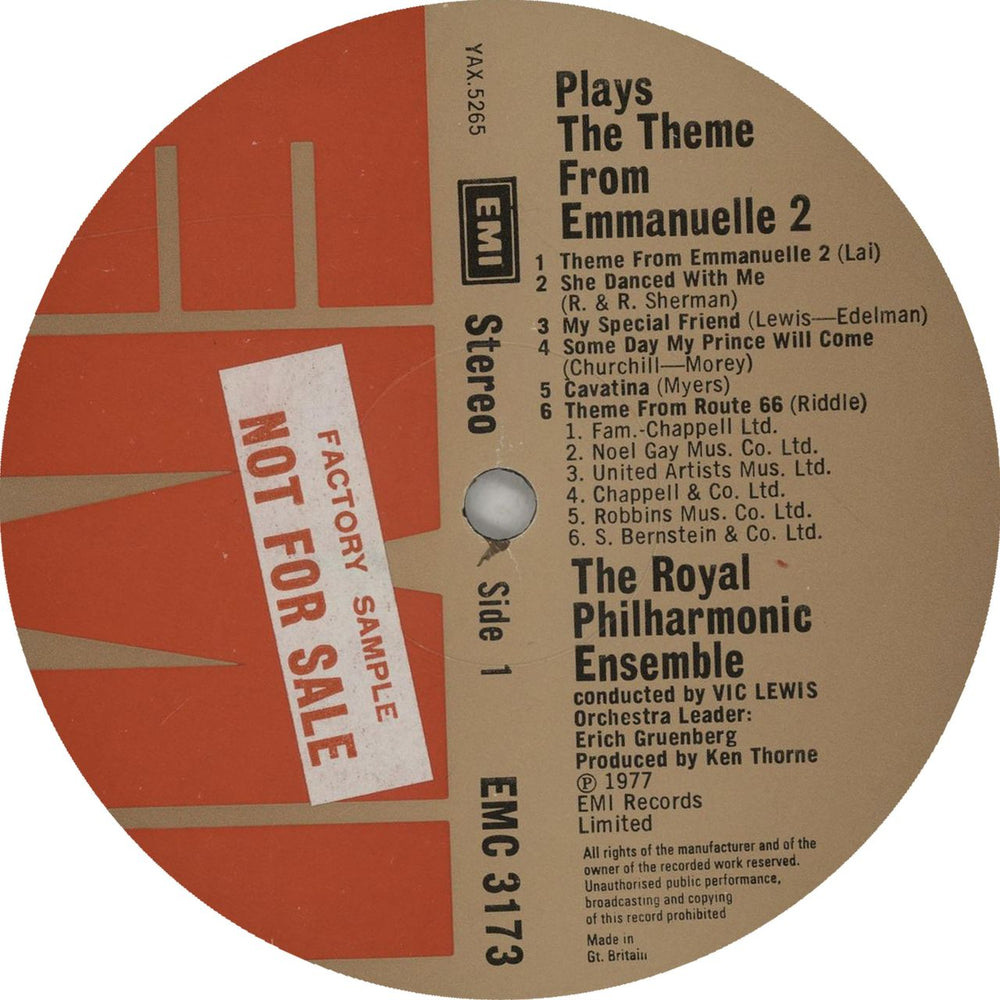 YAX.5265
EMI
Stereo
Side 1
EMC 3173
FACTORY SAMPLE
NOT FOR SALE
Plays
The Theme
From
Emmanuelle 2
1 Theme From Emmanuelle 2 (Lai)
2 She Danced With Me
(R. & R. Sherman)
3 My Special Friend (Lewis—Edelman)
4 Some Day My Prince Will Come
(Churchill—Morey)
5 Cavatina (Myers)
6 Theme From Route 66 (Riddle)
1. Fam.-Chappell Ltd.
2. Noel Gay Mus. Co. Ltd.
3. United Artists Mus. Ltd.
4. Chappell & Co. Ltd.
5. Robbins Mus. Co. Ltd.
6. S. Bernstein & Co. Ltd.
The Royal
Philharmonic
Ensemble
conducted by VIC LEWIS
Orchestra Leader:
Erich Gruenberg
Produced by Ken Thorne
℗ 1977
EMI Records
Limited
All rights of the manufacturer and of the
owner of the recorded work reserved.
Unauthorised public performance,
broadcasting and copying
of this record prohibited
Made in
Gt. Britain